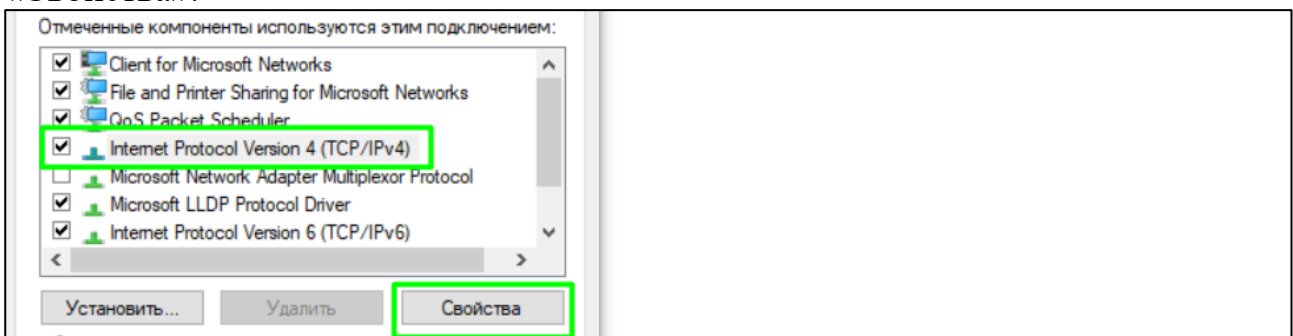 Отмеченные компоненты используются этим подключением:
Client for Microsoft Networks
File and Printer Sharing for Microsoft Networks
QoS Packet Scheduler
Internet Protocol Version 4 (TCP/IPv4)
Microsoft Network Adapter Multiplexor Protocol
Microsoft LLDP Protocol Driver
Internet Protocol Version 6 (TCP/IPv6)
Установить... Удалить Свойства